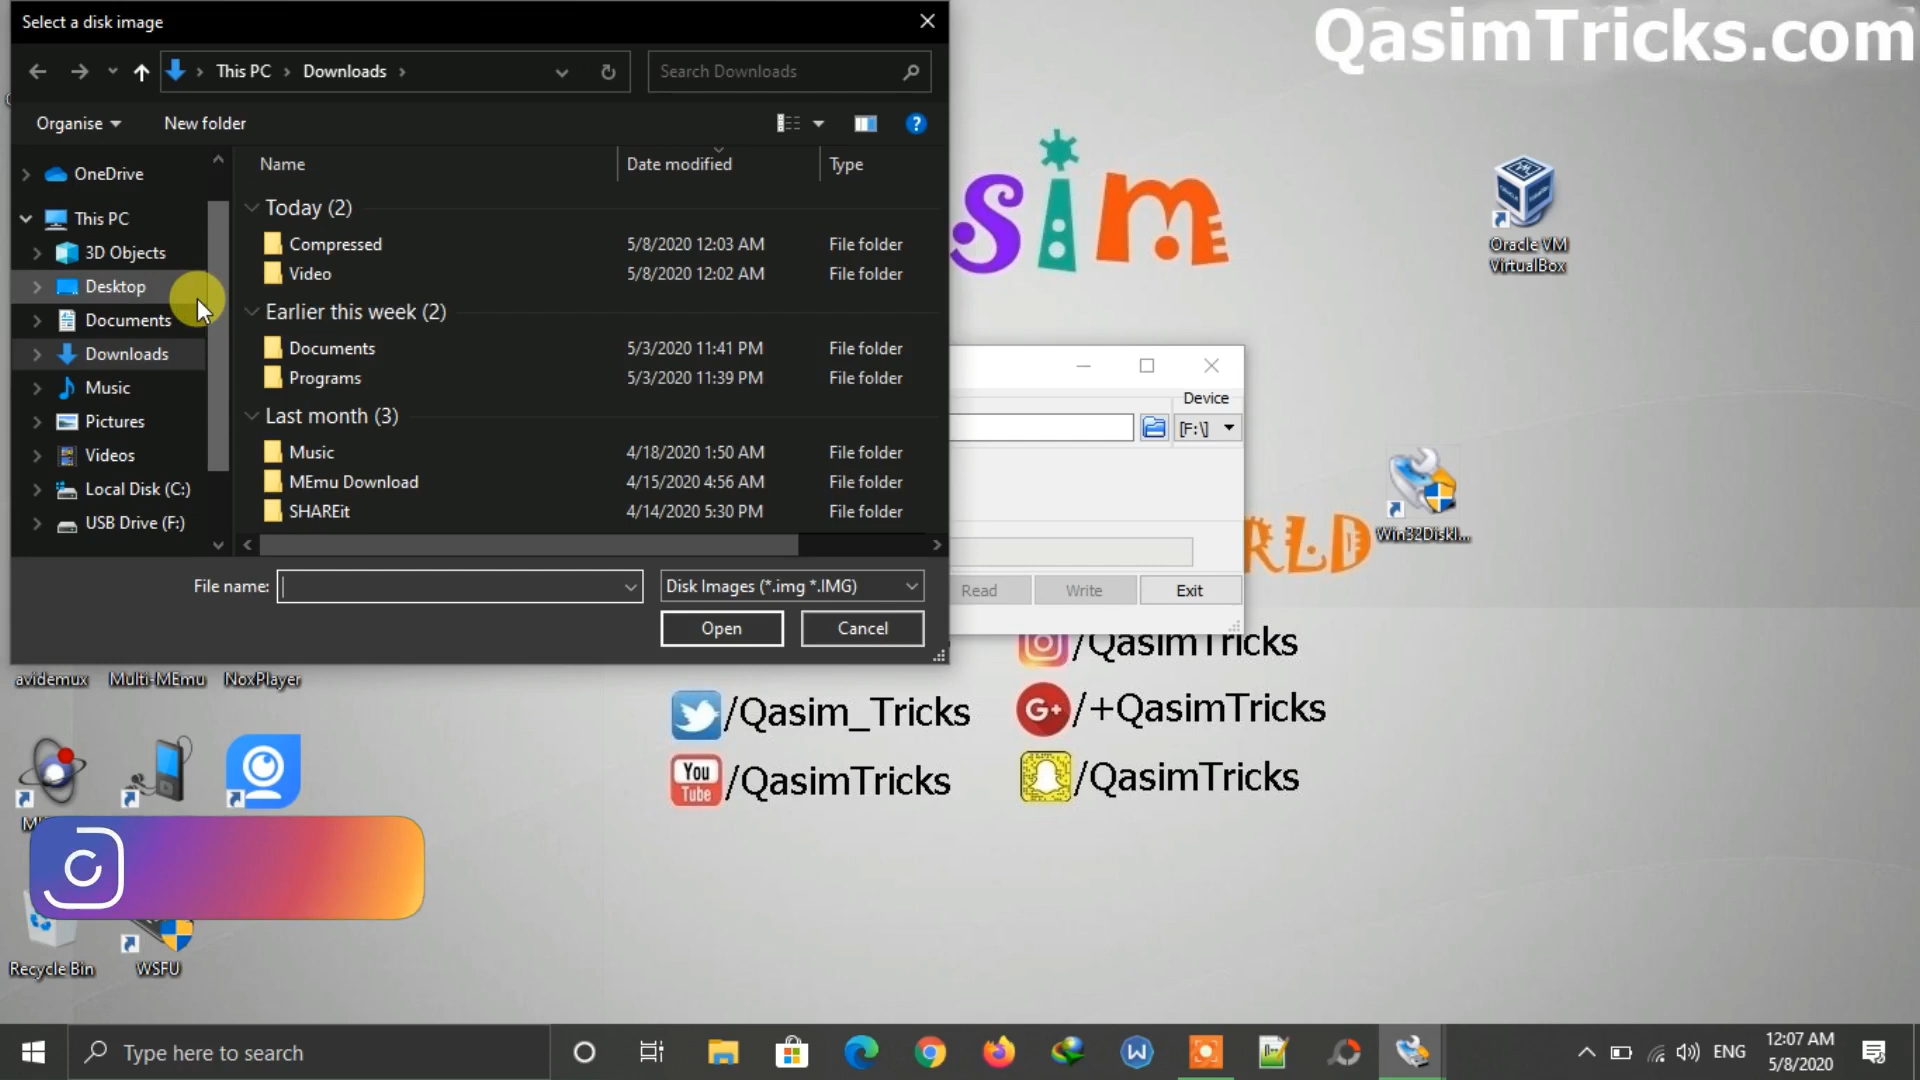 Select a disk image
QasimTricks.com
This PC
Downloads
Search Downloads
Organise
New folder
OneDrive
This PC
3D Objects
Desktop
Documents
Downloads
Music
Pictures
Videos
Local Disk (C:)
USB Drive (F:)
Name
Date modified
Type
Today (2)
Compressed 5/8/2020 12:03 AM File folder
Video 5/8/2020 12:02 AM File folder
Earlier this week (2)
Documents 5/3/2020 11:41 PM File folder
Programs 5/3/2020 11:39 PM File folder
Last month (3)
Music 4/18/2020 1:50 AM File folder
MEmu Download 4/15/2020 4:56 AM File folder
SHAREit 4/14/2020 5:30 PM File folder
File name:
Disk Images (*.img *.IMG)
Open
Cancel
sim
Oracle VM
VirtualBox
Device
[F:\]
Read
Write
Exit
RLD
Win32DiskI...
avidemux
Multi-MEmu
NoxPlayer
/QasimTricks
/Qasim_Tricks
G+ /+QasimTricks
You
Tube /QasimTricks
/QasimTricks
Recycle Bin
WSFU
Type here to search
ENG
12:07 AM
5/8/2020